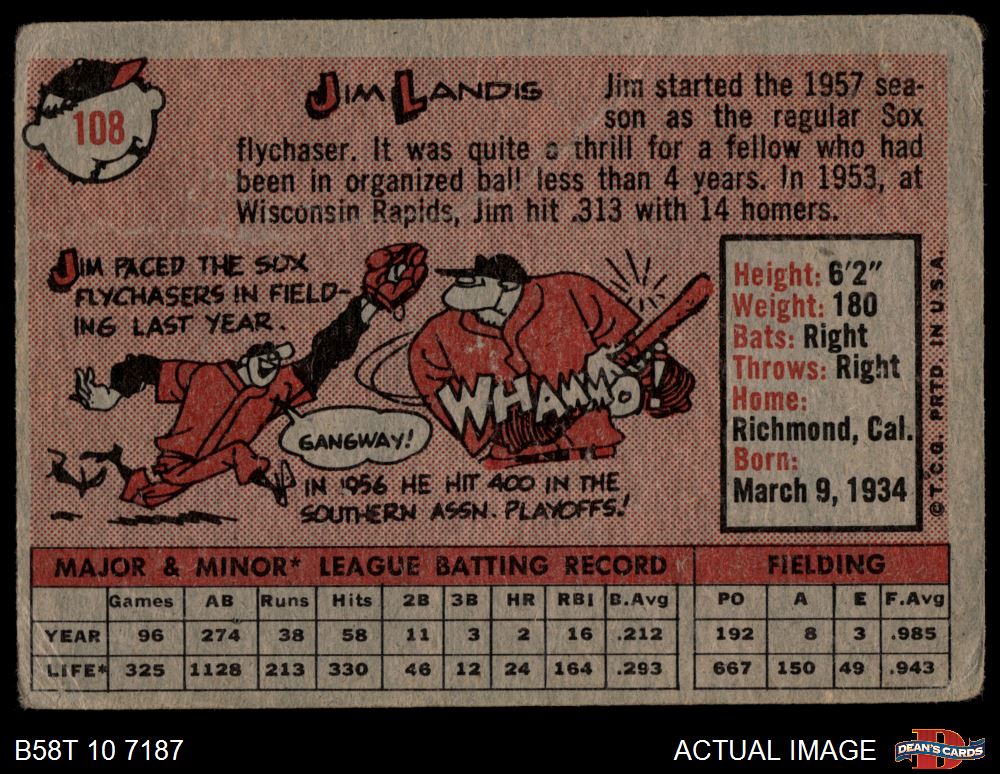 108
JIM LANDIS
Jim started the 1957 sea-
son as the regular Sox
flychaser. It was quite a thrill for a fellow who had
been in organized ball less than 4 years. In 1953, at
Wisconsin Rapids, Jim hit .313 with 14 homers.
JIM PACED THE SOX
FLYCHASERS IN FIELD-
ING LAST YEAR.
GANGWAY!
WHAMMO!
IN 1956 HE HIT 400 IN THE
SOUTHERN ASSN. PLAYOFFS!
Height: 6'2"
Weight: 180
Bats: Right
Throws: Right
Home:
Richmond, Cal.
Born:
March 9, 1934
© T.C.G. PRTD. IN U.S.A.
MAJOR & MINOR* LEAGUE BATTING RECORD FIELDING
Games AB Runs Hits 2B 3B HR RBI B.Avg PO A E F.Avg
YEAR 96 274 38 58 11 3 2 16 .212 192 8 3 .985
LIFE* 325 1128 213 330 46 12 24 164 .293 667 150 49 .943
B58T 10 7187 ACTUAL IMAGE D DEAN'S CARDS